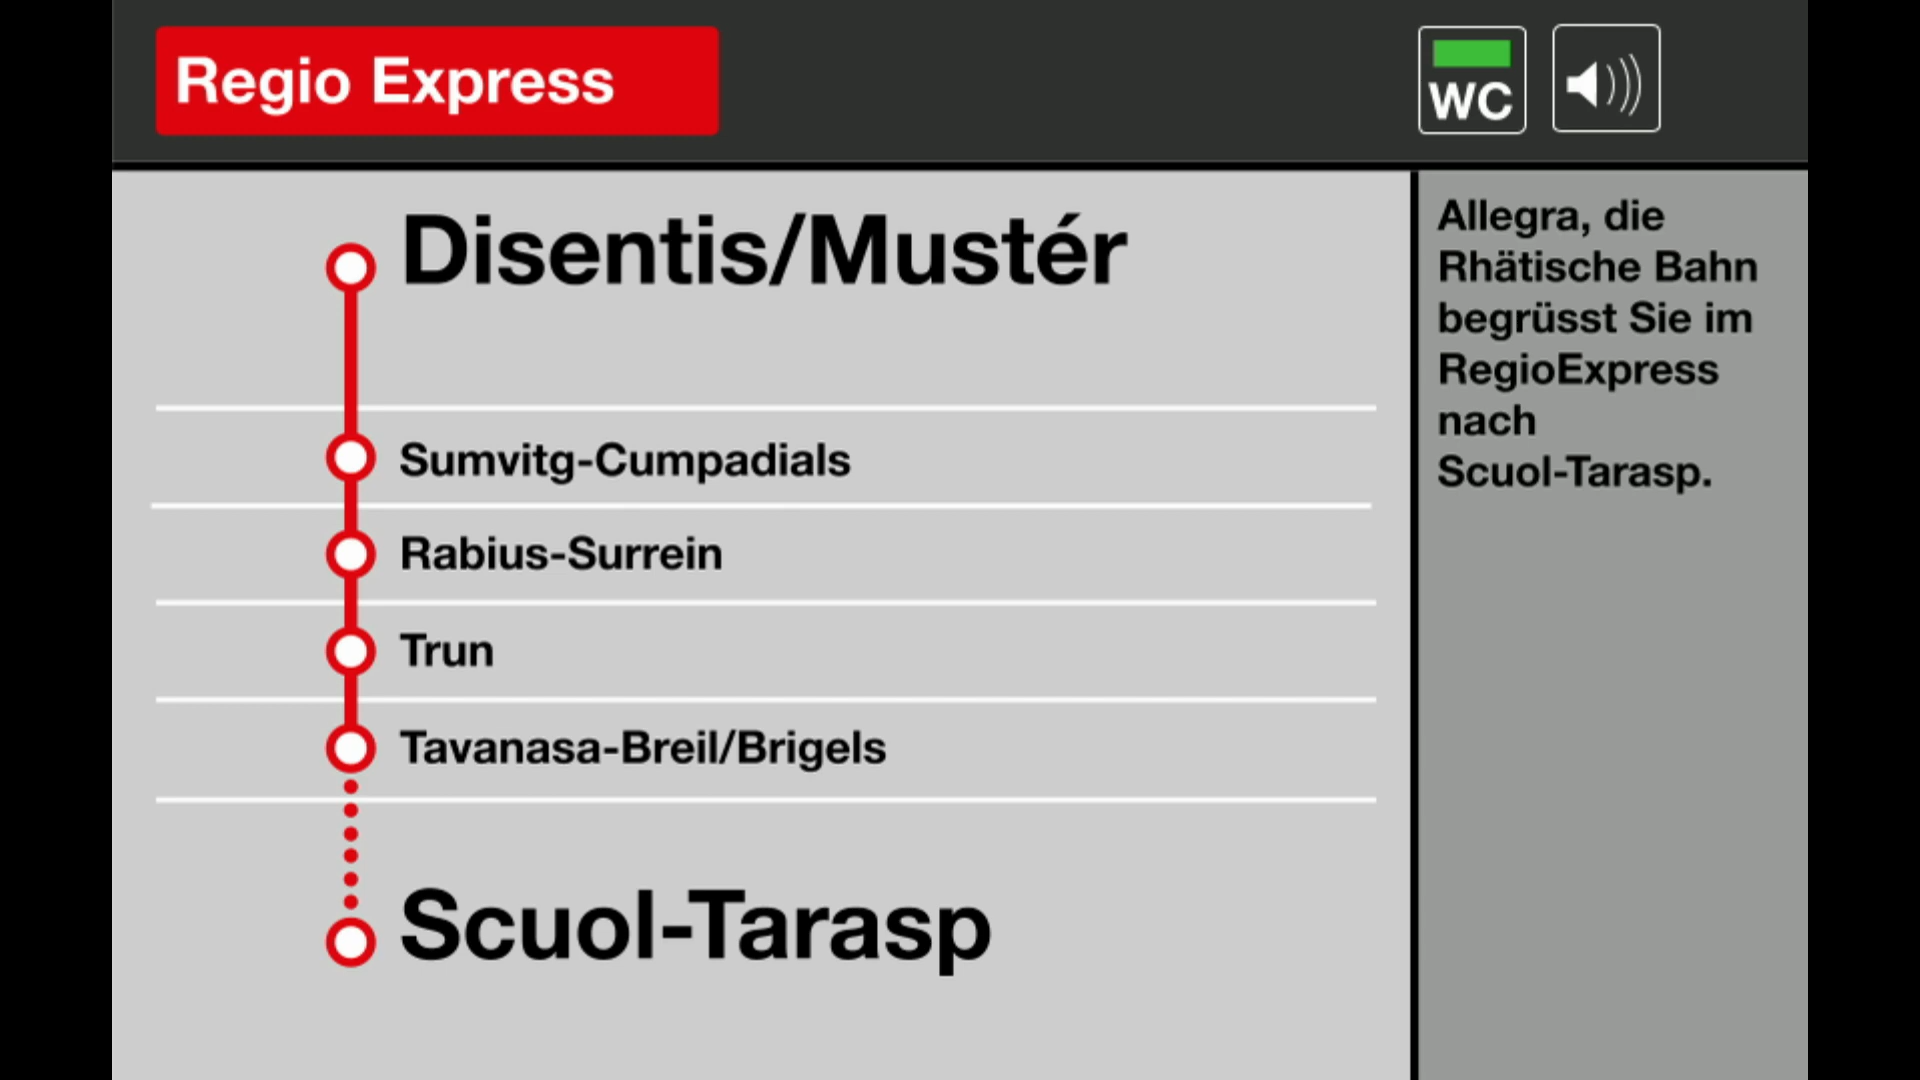 Regio Express
WC
Disentis/Mustér
Sumvitg-Cumpadials
Rabius-Surrein
Trun
Tavanasa-Breil/Brigels
Scuol-Tarasp
Allegra, die
Rhätische Bahn
begrüsst Sie im
RegioExpress
nach
Scuol-Tarasp.